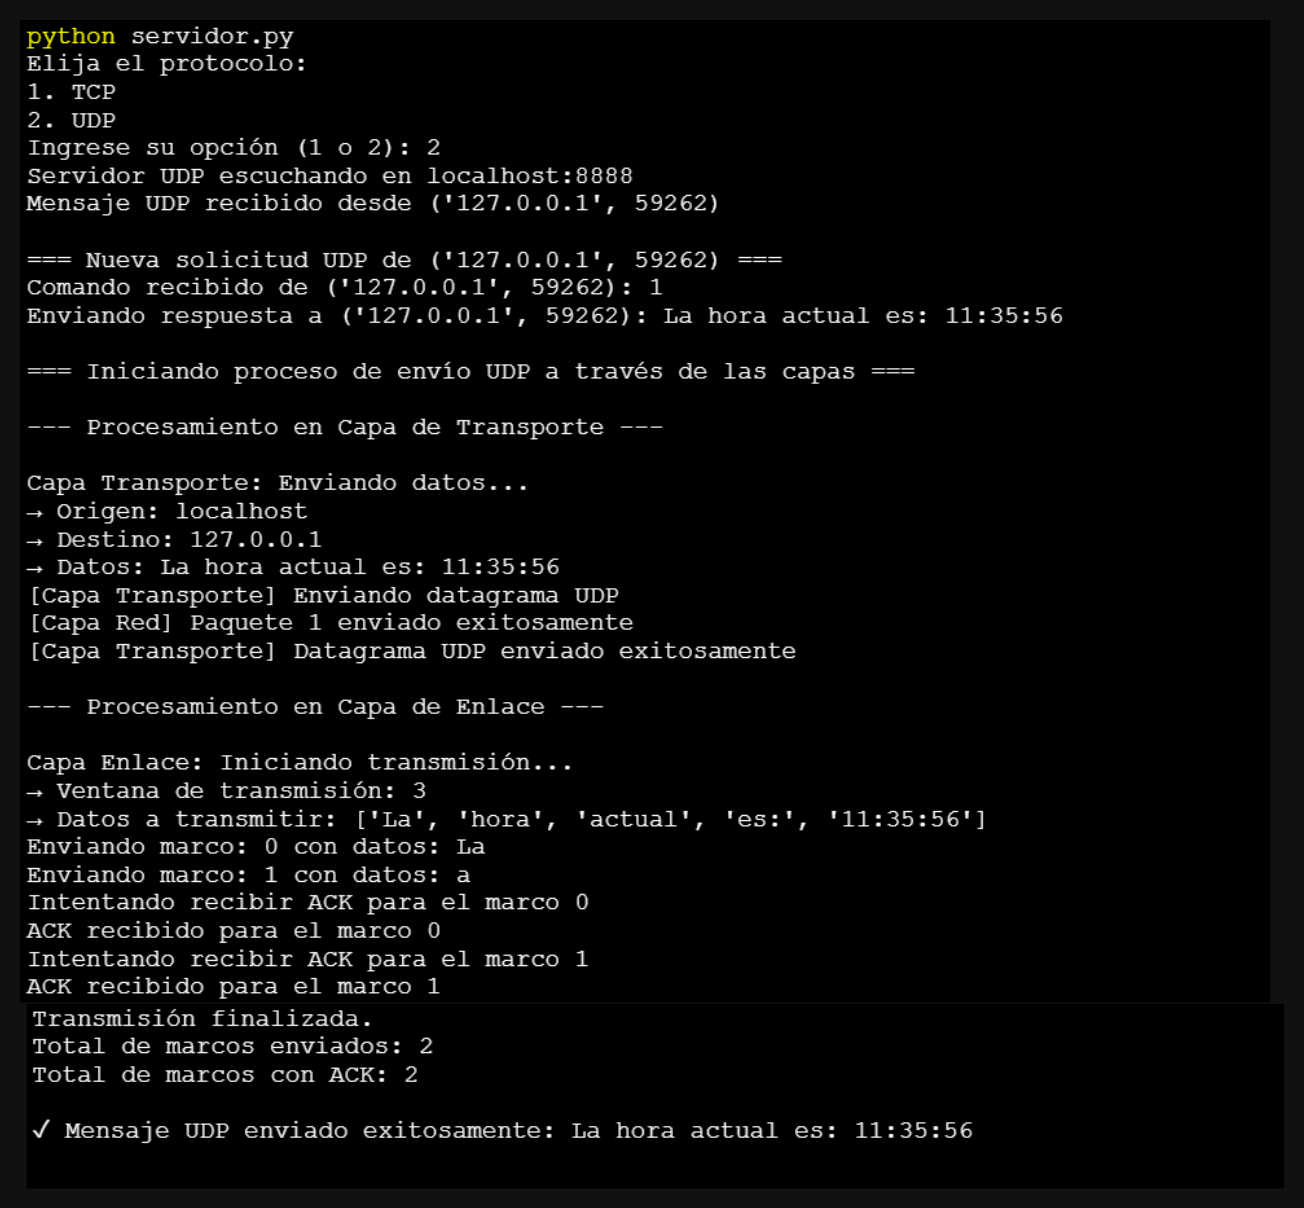 python servidor.py
Elija el protocolo:
1. TCP
2. UDP
Ingrese su opción (1 o 2): 2
Servidor UDP escuchando en localhost:8888
Mensaje UDP recibido desde ('127.0.0.1', 59262)
=== Nueva solicitud UDP de ('127.0.0.1', 59262) ===
Comando recibido de ('127.0.0.1', 59262): 1
Enviando respuesta a ('127.0.0.1', 59262): La hora actual es: 11:35:56
=== Iniciando proceso de envío UDP a través de las capas ===
--- Procesamiento en Capa de Transporte ---
Capa Transporte: Enviando datos...
→ Origen: localhost
→ Destino: 127.0.0.1
→ Datos: La hora actual es: 11:35:56
[Capa Transporte] Enviando datagrama UDP
[Capa Red] Paquete 1 enviado exitosamente
[Capa Transporte] Datagrama UDP enviado exitosamente
--- Procesamiento en Capa de Enlace ---
Capa Enlace: Iniciando transmisión...
→ Ventana de transmisión: 3
→ Datos a transmitir: ['La', 'hora', 'actual', 'es:', '11:35:56']
Enviando marco: 0 con datos: La
Enviando marco: 1 con datos: a
Intentando recibir ACK para el marco 0
ACK recibido para el marco 0
Intentando recibir ACK para el marco 1
ACK recibido para el marco 1
Transmisión finalizada.
Total de marcos enviados: 2
Total de marcos con ACK: 2
✓ Mensaje UDP enviado exitosamente: La hora actual es: 11:35:56